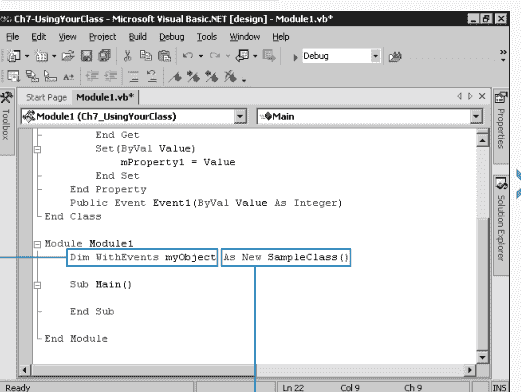 Ch7-UsingYourClass - Microsoft Visual Basic.NET [design] - Module1.vb*
File Edit View Project Build Debug Tools Window Help
Debug
Start Page Module1.vb*
Toolbox
Properties
Solution Explorer
Module1 (Ch7_UsingYourClass) Main
End Get
Set(ByVal Value)
mProperty1 = Value
End Set
End Property
Public Event Event1(ByVal Value As Integer)
End Class
Module Module1
Dim WithEvents myObject As New SampleClass()
Sub Main()
End Sub
End Module
Ready Ln 22 Col 9 Ch 9 INS